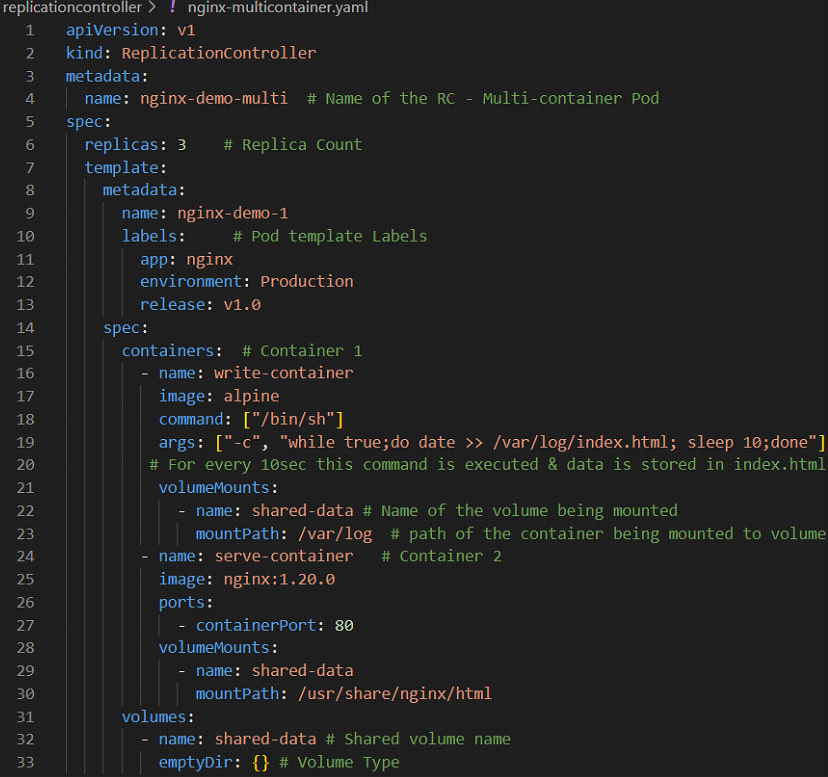 replicationcontroller > ! nginx-multicontainer.yaml
1 apiVersion: v1
2 kind: ReplicationController
3 metadata:
4   name: nginx-demo-multi  # Name of the RC - Multi-container Pod
5 spec:
6   replicas: 3    # Replica Count
7   template:
8     metadata:
9       name: nginx-demo-1
10       labels:     # Pod template Labels
11         app: nginx
12         environment: Production
13         release: v1.0
14     spec:
15       containers:  # Container 1
16         - name: write-container
17           image: alpine
18           command: ["/bin/sh"]
19           args: ["-c", "while true;do date >> /var/log/index.html; sleep 10;done"]
20          # For every 10sec this command is executed & data is stored in index.html
21           volumeMounts:
22             - name: shared-data # Name of the volume being mounted
23               mountPath: /var/log  # path of the container being mounted to volume
24         - name: serve-container   # Container 2
25           image: nginx:1.20.0
26           ports:
27             - containerPort: 80
28           volumeMounts:
29             - name: shared-data
30               mountPath: /usr/share/nginx/html
31       volumes:
32         - name: shared-data # Shared volume name
33           emptyDir: {} # Volume Type